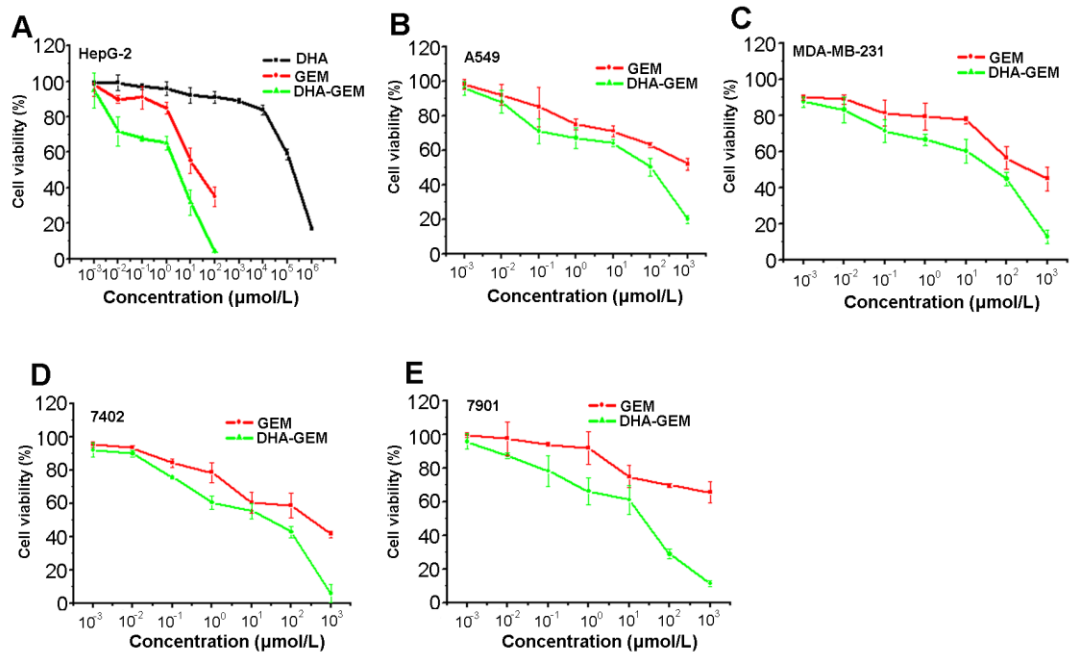 A
HepG-2
DHA
GEM
DHA-GEM
Cell viability (%)
120
100
80
60
40
20
0
10⁻³ 10⁻² 10⁻¹ 10⁰ 10¹ 10² 10³ 10⁴ 10⁵ 10⁶
Concentration (μmol/L)
B
A549
GEM
DHA-GEM
Cell viability (%)
120
100
80
60
40
20
0
10⁻³ 10⁻² 10⁻¹ 10⁰ 10¹ 10² 10³
Concentration (μmol/L)
C
MDA-MB-231
GEM
DHA-GEM
Cell viability (%)
120
100
80
60
40
20
0
10⁻³ 10⁻² 10⁻¹ 10⁰ 10¹ 10² 10³
Concentration (μmol/L)
D
7402
GEM
DHA-GEM
Cell viability (%)
120
100
80
60
40
20
0
10⁻³ 10⁻² 10⁻¹ 10⁰ 10¹ 10² 10³
Concentration (μmol/L)
E
7901
GEM
DHA-GEM
Cell viability (%)
120
100
80
60
40
20
0
10⁻³ 10⁻² 10⁻¹ 10⁰ 10¹ 10² 10³
Concentration (μmol/L)